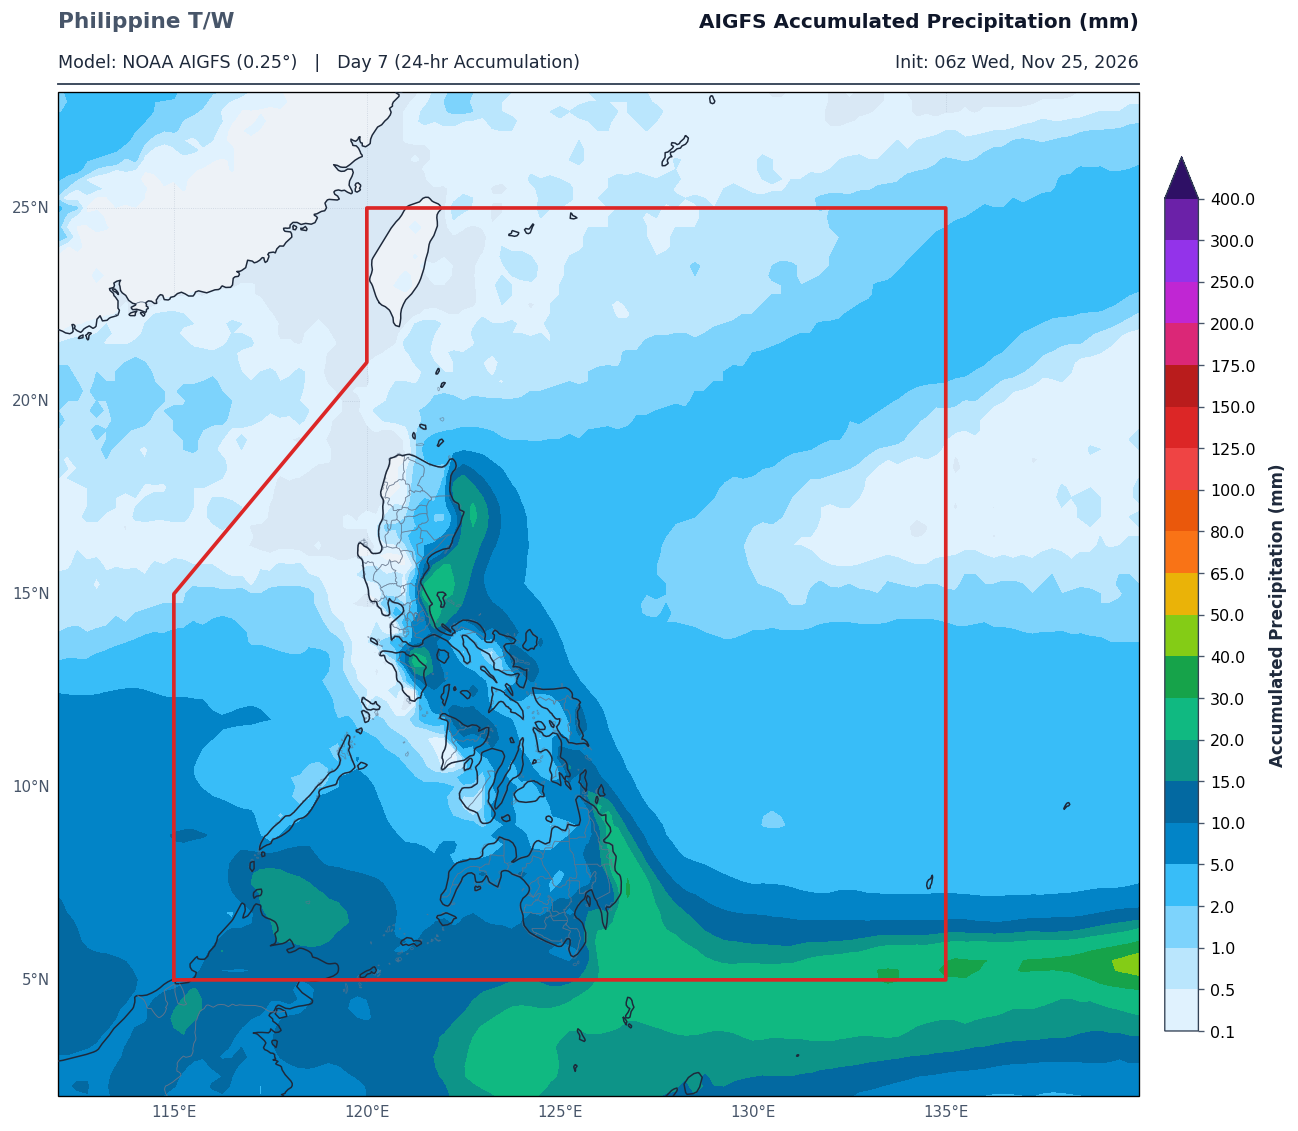 Philippine T/W
AIGFS Accumulated Precipitation (mm)
Model: NOAA AIGFS (0.25°)   |   Day 7 (24-hr Accumulation)
Init: 06z Wed, Nov 25, 2026
25°N
20°N
15°N
10°N
5°N
115°E
120°E
125°E
130°E
135°E
400.0
300.0
250.0
200.0
175.0
150.0
125.0
100.0
80.0
65.0
50.0
40.0
30.0
20.0
15.0
10.0
5.0
2.0
1.0
0.5
0.1
Accumulated Precipitation (mm)